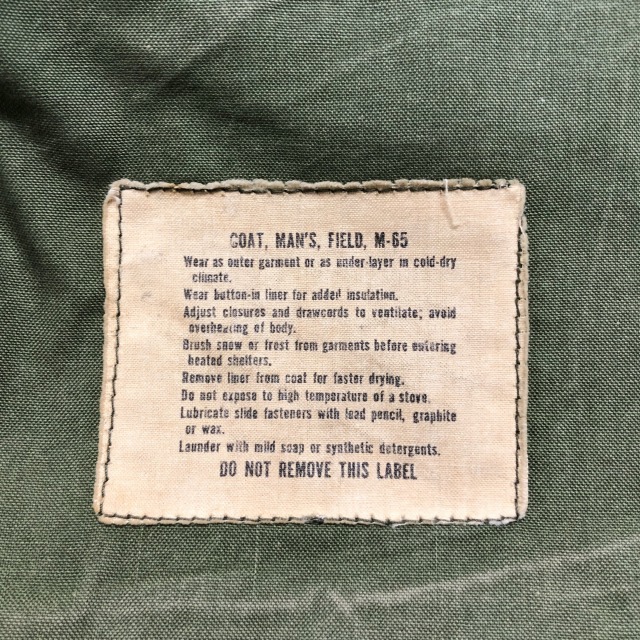 COAT, MAN'S, FIELD, M-65
Wear as outer garment or as under-layer in cold-dry
climate.
Wear button-in liner for added insulation.
Adjust closures and drawcords to ventilate; avoid
overheating of body.
Brush snow or frost from garments before entering
heated shelters.
Remove liner from coat for faster drying.
Do not expose to high temperature of a stove.
Lubricate slide fasteners with lead pencil, graphite
or wax.
Launder with mild soap or synthetic detergents.
DO NOT REMOVE THIS LABEL